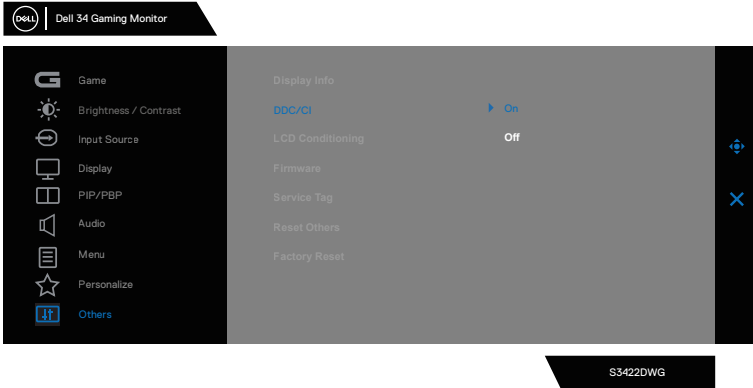 DELL Dell 34 Gaming Monitor
Game
Brightness / Contrast
Input Source
Display
PIP/PBP
Audio
Menu
Personalize
Others
Display Info
DDC/CI
LCD Conditioning
Firmware
Service Tag
Reset Others
Factory Reset
On
Off
S3422DWG